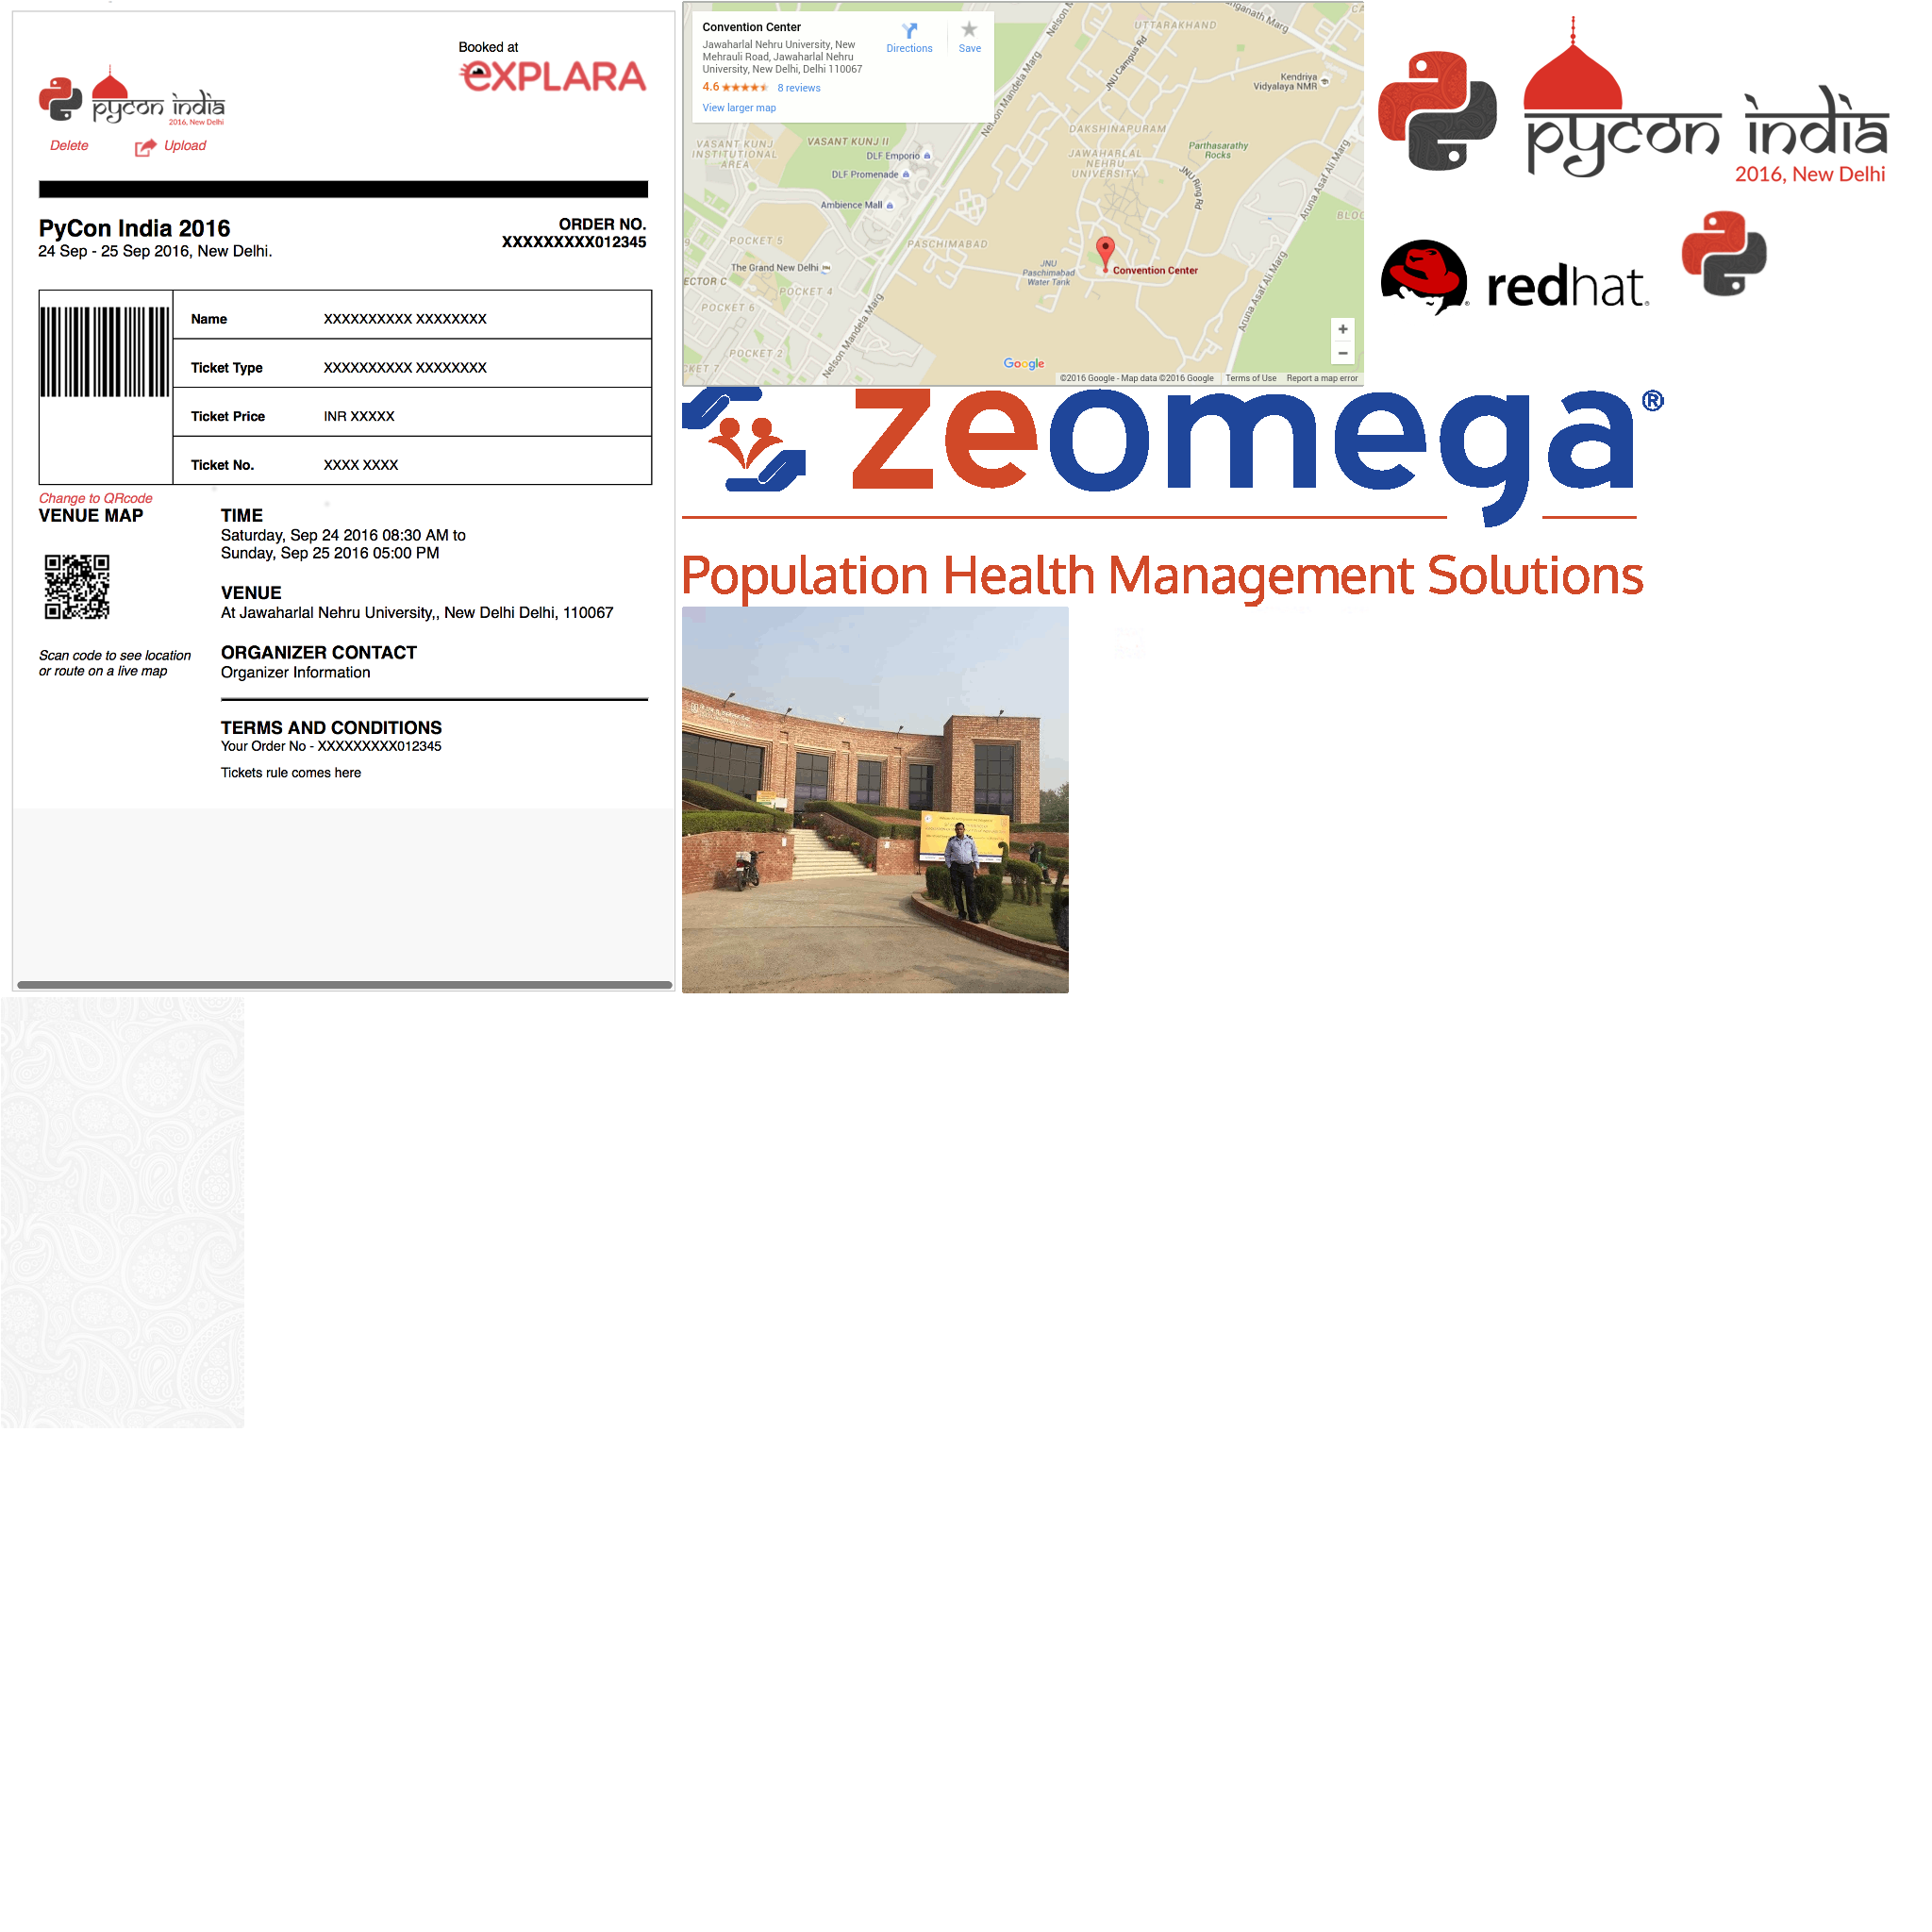 Booked at
eXPLARA
pycon india
2016, New Delhi
Delete
Upload
PyCon India 2016
24 Sep - 25 Sep 2016, New Delhi.
ORDER NO.
XXXXXXXXX012345
Name XXXXXXXXXX XXXXXXXX
Ticket Type XXXXXXXXXX XXXXXXXX
Ticket Price INR XXXXX
Ticket No. XXXX XXXX
Change to QRcode
VENUE MAP
Scan code to see location
or route on a live map
TIME
Saturday, Sep 24 2016 08:30 AM to
Sunday, Sep 25 2016 05:00 PM
VENUE
At Jawaharlal Nehru University,, New Delhi Delhi, 110067
ORGANIZER CONTACT
Organizer Information
TERMS AND CONDITIONS
Your Order No - XXXXXXXXX012345
Tickets rule comes here
Convention Center
Jawaharlal Nehru University, New
Mehrauli Road, Jawaharlal Nehru
University, New Delhi, Delhi 110067
4.6
8 reviews
View larger map
Directions
Save
Nelson Mandela Marg
UTTARAKHAND
JNU Campus Rd
Kendriya
Vidyalaya NMR
DAKSHINAPURAM
VASANT KUNJ
INSTITUTIONAL
AREA
VASANT KUNJ II
DLF Emporio
DLF Promenade
JAWAHARLAL
NEHRU
UNIVERSITY
Parthasarathy
Rocks
JNU Ring Rd
Aruna Asaf Ali Marg
Ambience Mall
POCKET 5
PASCHIMABAD
The Grand New Delhi
JNU
Paschimabad
Water Tank
Convention Center
ECTOR C
POCKET 4
POCKET 6
Nelson Mandela Marg
Aruna Asaf Ali Marg
POCKET 2
CKET 7
Google
©2016 Google - Map data ©2016 Google
Terms of Use
Report a map error
pycon india
2016, New Delhi
redhat.
zeomega®
Population Health Management Solutions